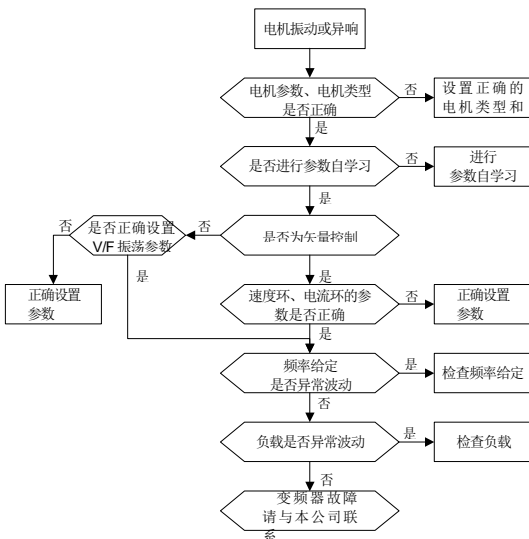 电机振动或异响
电机参数、电机类型
是否正确
否
设置正确的
电机类型和
是
是否进行参数自学习
否
进行
参数自学习
是
是否为矢量控制
否
是否正确设置
V/F 振荡参数
否
正确设置
参数
是
是
速度环、电流环的参
数是否正确
否
正确设置
参数
是
频率给定
是否异常波动
是
检查频率给定
否
负载是否异常波动
是
检查负载
否
变频器故障
请与本公司联
系